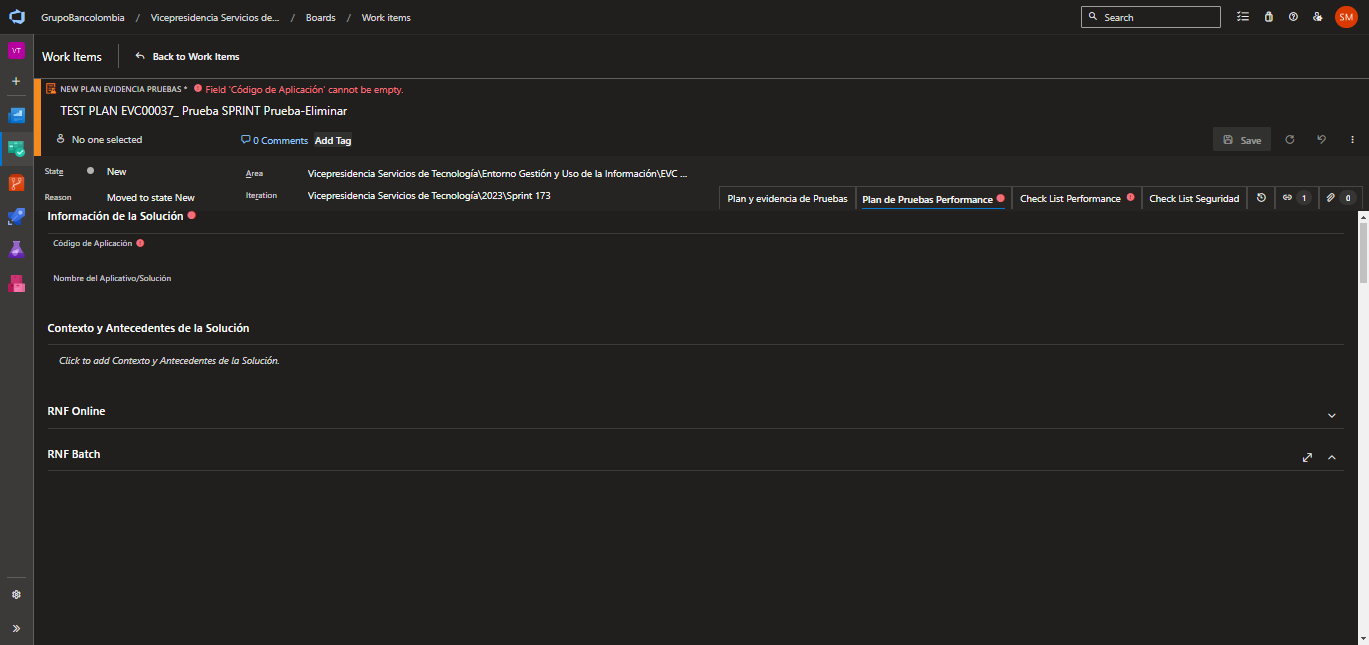 GrupoBancolombia / Vicepresidencia Servicios de... / Boards / Work items
Search
SM
VT
Work Items
Back to Work Items
NEW PLAN EVIDENCIA PRUEBAS * Field 'Código de Aplicación' cannot be empty.
TEST PLAN EVC00037_ Prueba SPRINT Prueba-Eliminar
No one selected
0 Comments
Add Tag
Save
State
New
Area
Vicepresidencia Servicios de Tecnología\Entorno Gestión y Uso de la Información\EVC ...
Reason
Moved to state New
Iteration
Vicepresidencia Servicios de Tecnología\2023\Sprint 173
Plan y evidencia de Pruebas
Plan de Pruebas Performance
Check List Performance
Check List Seguridad
1
0
Información de la Solución
Código de Aplicación
Nombre del Aplicativo/Solución
Contexto y Antecedentes de la Solución
Click to add Contexto y Antecedentes de la Solución.
RNF Online
RNF Batch